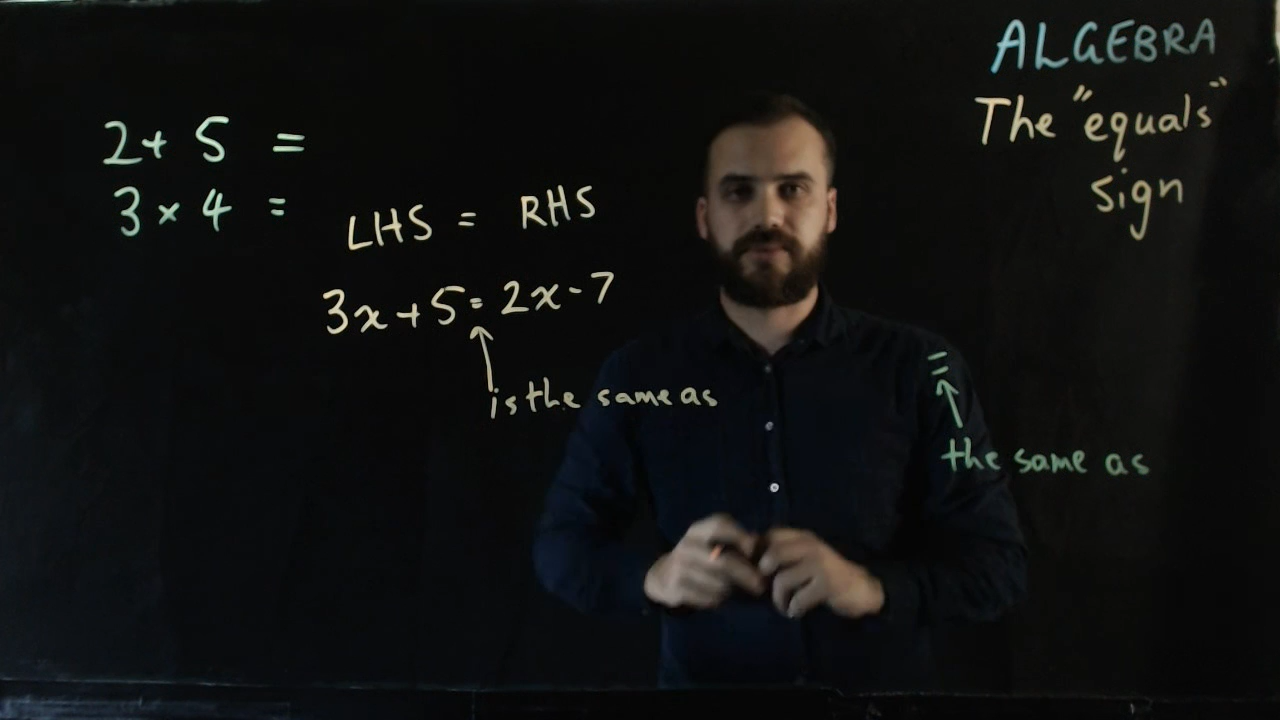 ALGEBRA
The "equals"
sign
2 + 5 =
3 × 4 =
LHS = RHS
3x + 5 = 2x - 7
is the same as
=
the same as